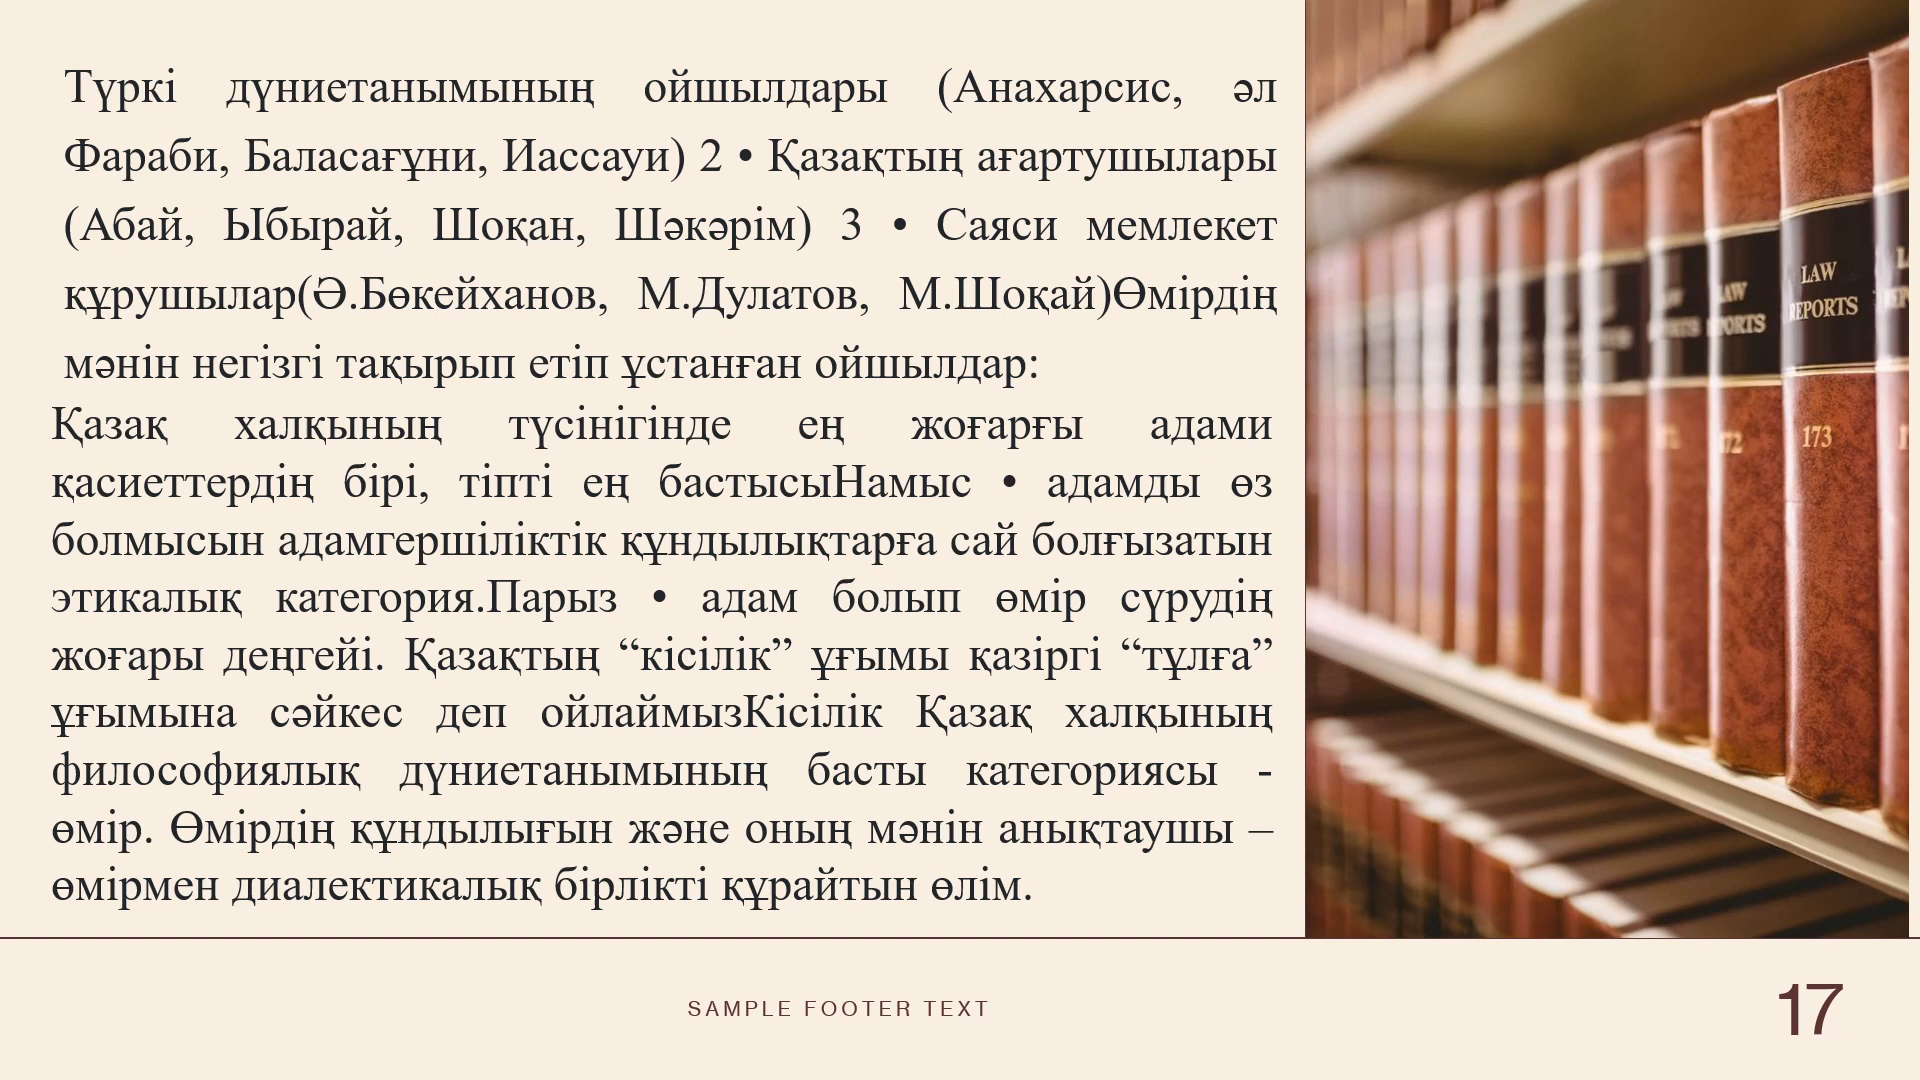 Түркі дүниетанымының ойшылдары (Анахарсис, әл
Фараби, Баласағұни, Иассауи) 2 • Қазақтың ағартушылары
(Абай, Ыбырай, Шоқан, Шәкәрім) 3 • Саяси мемлекет
құрушылар(Ә.Бөкейханов, М.Дулатов, М.Шоқай)Өмірдің
мәнін негізгі тақырып етіп ұстанған ойшылдар:
Қазақ халқының түсінігінде ең жоғарғы адами
қасиеттердің бірі, тіпті ең бастысыНамыс • адамды өз
болмысын адамгершіліктік құндылықтарға сай болғызатын
этикалық категория.Парыз • адам болып өмір сүрудің
жоғары деңгейі. Қазақтың “кісілік” ұғымы қазіргі “тұлға”
ұғымына сәйкес деп ойлаймызКісілік Қазақ халқының
философиялық дүниетанымының басты категориясы -
өмір. Өмірдің құндылығын және оның мәнін анықтаушы –
өмірмен диалектикалық бірлікті құрайтын өлім.
LAW
REPORTS
173
SAMPLE FOOTER TEXT
17